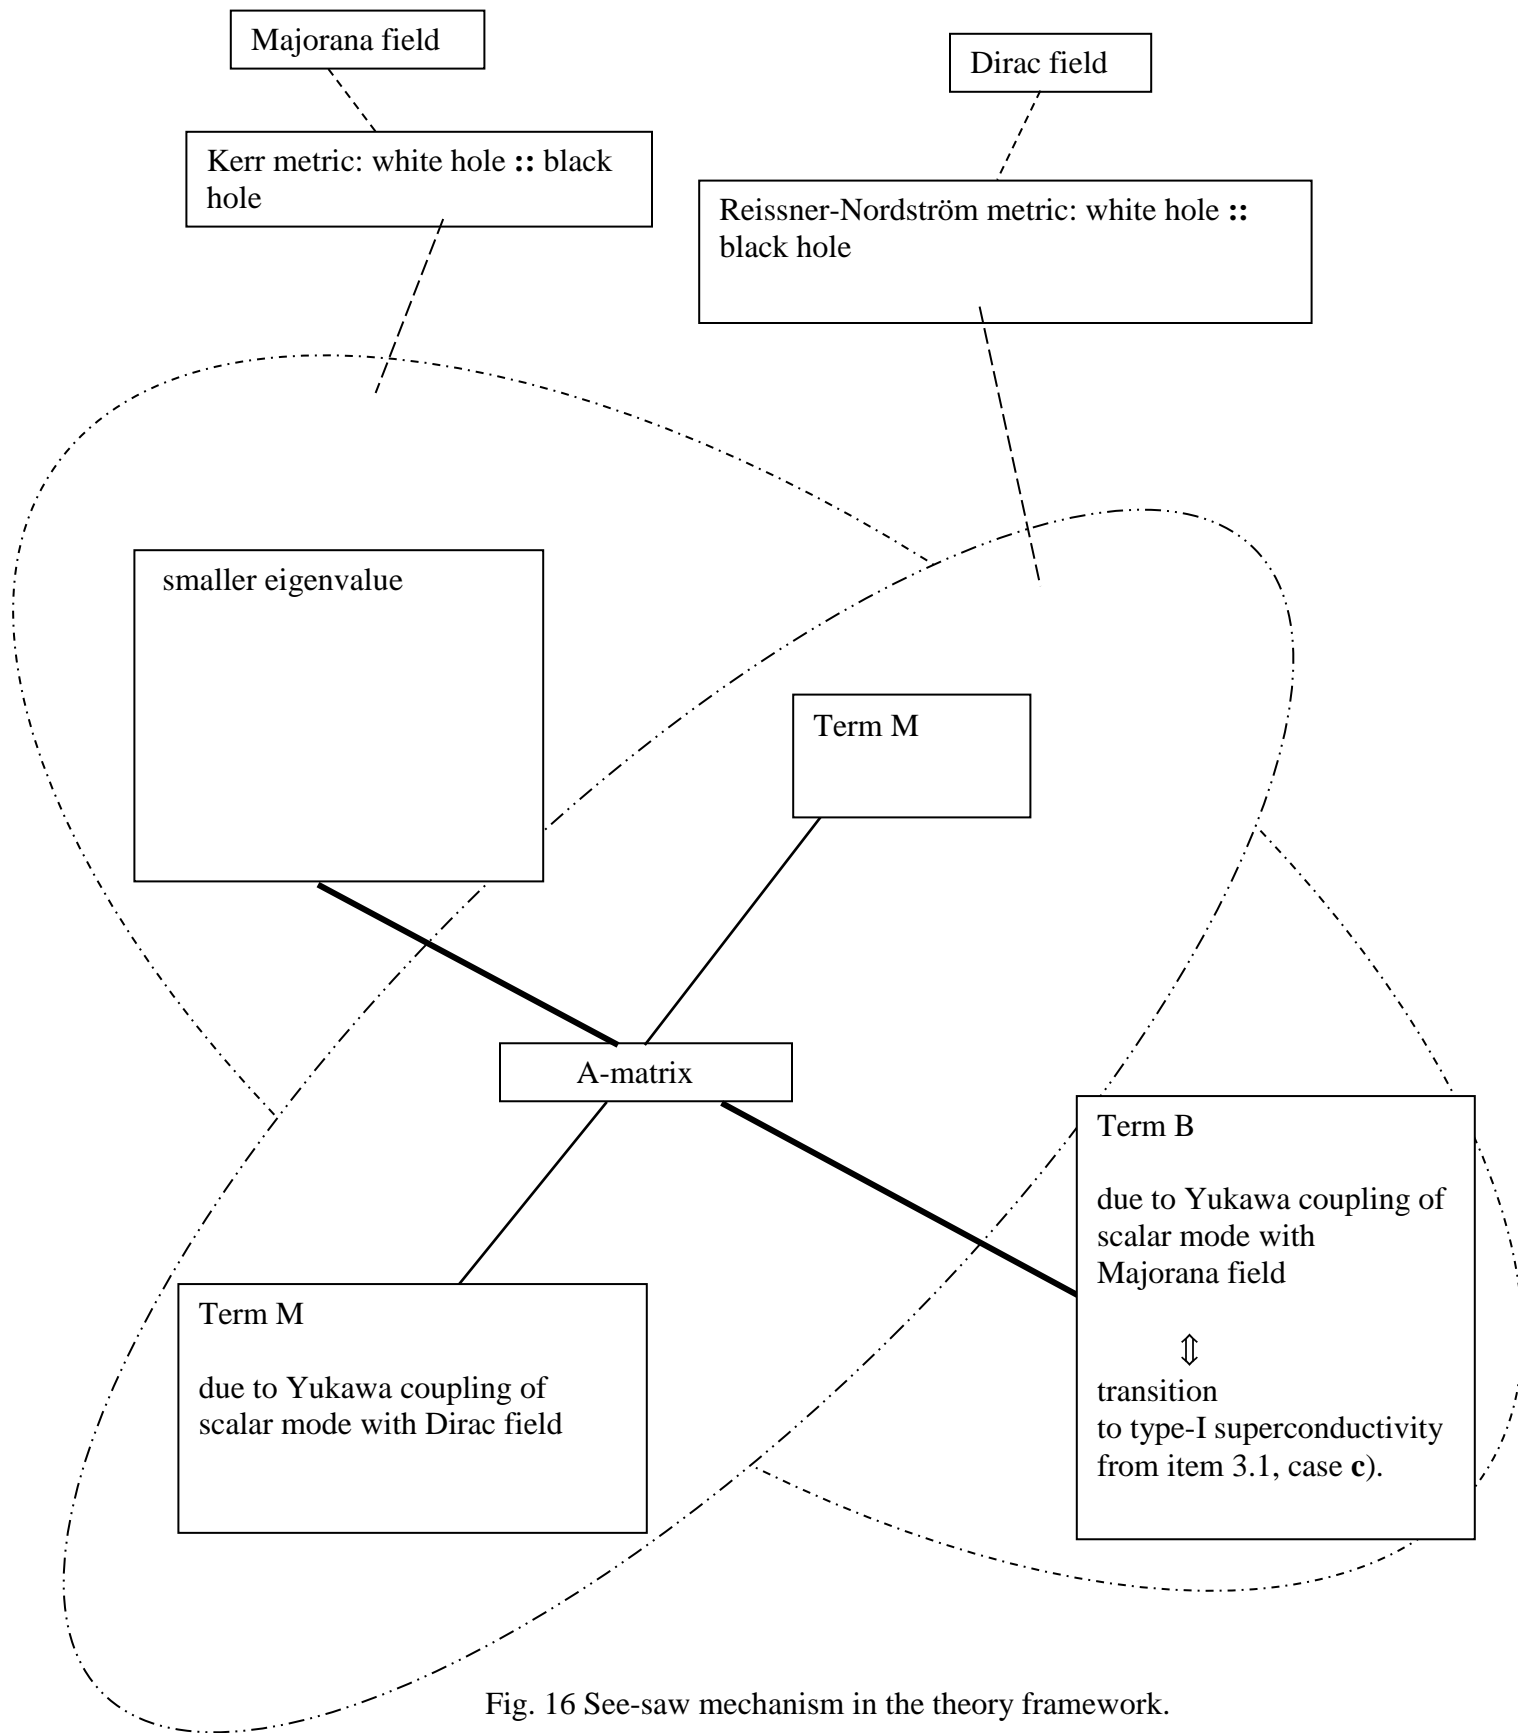 Majorana field
Dirac field
Kerr metric: white hole :: black
hole
Reissner-Nordström metric: white hole ::
black hole
smaller eigenvalue
Term M
A-matrix
Term B
due to Yukawa coupling of
scalar mode with
Majorana field
⇕
transition
to type-I superconductivity
from item 3.1, case c).
Term M
due to Yukawa coupling of
scalar mode with Dirac field
Fig. 16 See-saw mechanism in the theory framework.